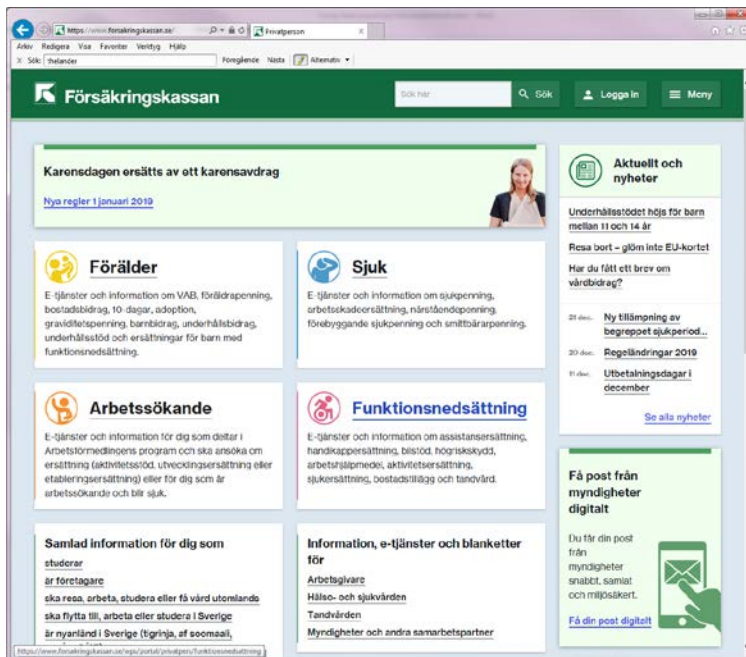 https://www.forsakringskassan.se/
Privatperson
Arkiv Redigera Visa Favoriter Verktyg Hjälp
Sök: thelander Föregående Nästa Alternativ
Försäkringskassan
Sök här
Sök
Logga in
Meny
Karensdagen ersätts av ett karensavdrag
Nya regler 1 januari 2019
Förälder
E-tjänster och information om VAB, föräldrapenning,
bostadsbidrag, 10-dagar, adoption,
graviditetspenning, barnbidrag, underhållsbidrag,
underhållsstöd och ersättningar för barn med
funktionsnedsättning.
Sjuk
E-tjänster och information om sjukpenning,
arbetsskadeersättning, närståendepenning,
förebyggande sjukpenning och smittbärarpenning.
Arbetssökande
E-tjänster och information för dig som deltar i
Arbetsförmedlingens program och ska ansöka om
ersättning (aktivitetsstöd, utvecklingsersättning eller
etableringsersättning) eller för dig som är
arbetssökande och blir sjuk.
Funktionsnedsättning
E-tjänster och information om assistansersättning,
handikappersättning, bilstöd, högriskskydd,
arbetshjälpmedel, aktivitetsersättning,
sjukersättning, bostadstillägg och tandvård.
Samlad information för dig som
studerar
är företagare
ska resa, arbeta, studera eller få vård utomlands
ska flytta till, arbeta eller studera i Sverige
är nyanländ i Sverige (tigrinja, af soomaali,
Information, e-tjänster och blanketter
för
Arbetsgivare
Hälso- och sjukvården
Tandvården
Myndigheter och andra samarbetspartner
Aktuellt och
nyheter
Underhållsstödet höjs för barn
mellan 11 och 14 år
Resa bort – glöm inte EU-kortet
Har du fått ett brev om
vårdbidrag?
21 dec. Ny tillämpning av
begreppet sjukperiod...
20 dec. Regeländringar 2019
11 dec. Utbetalningsdagar i
december
Se alla nyheter
Få post från
myndigheter
digitalt
Du får din post
från
myndigheter
snabbt, samlat
och miljösäkert.
Få din post digitalt
https://www.forsakringskassan.se/wps/portal/privatpers/funktionsnedsattning